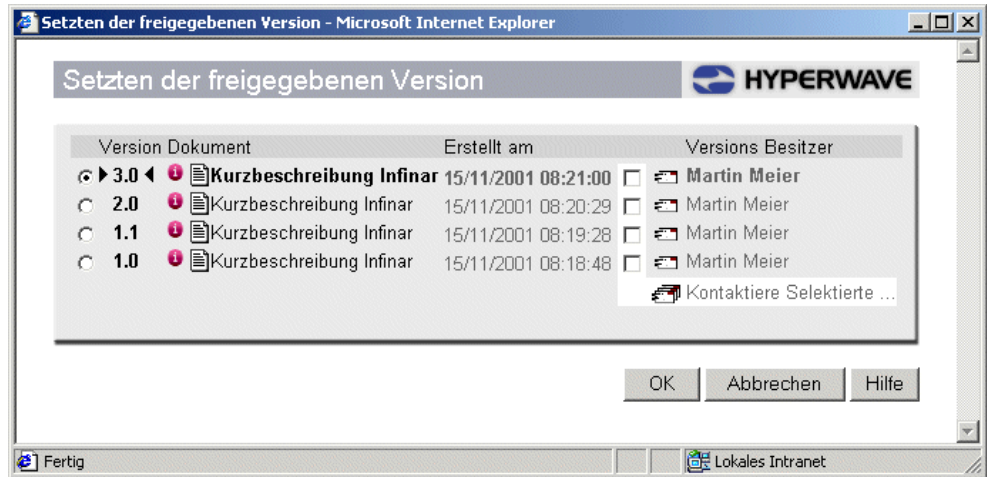 Setzten der freigegebenen Version - Microsoft Internet Explorer
Setzten der freigegebenen Version HYPERWAVE
Version Dokument Erstellt am Versions Besitzer
3.0 Kurzbeschreibung Infinar 15/11/2001 08:21:00 Martin Meier
2.0 Kurzbeschreibung Infinar 15/11/2001 08:20:29 Martin Meier
1.1 Kurzbeschreibung Infinar 15/11/2001 08:19:28 Martin Meier
1.0 Kurzbeschreibung Infinar 15/11/2001 08:18:48 Martin Meier
Kontaktiere Selektierte ...
OK Abbrechen Hilfe
Fertig Lokales Intranet